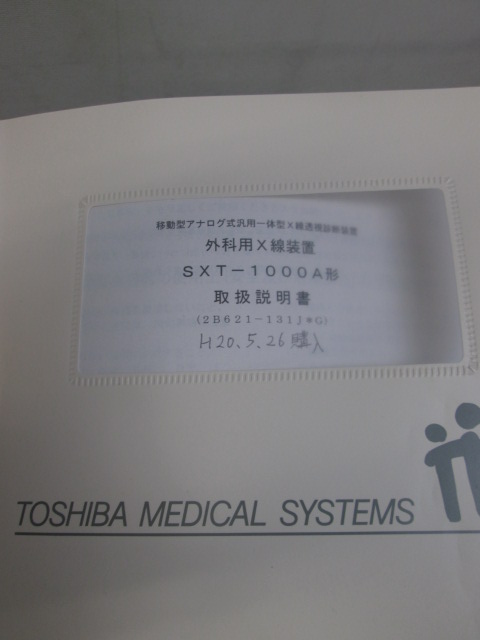 移動型アナログ式汎用一体型X線透視診断装置
外科用X線装置
SXT-1000A形
取扱説明書
(2B621-131J*G)
H20.5.26購入
TOSHIBA MEDICAL SYSTEMS